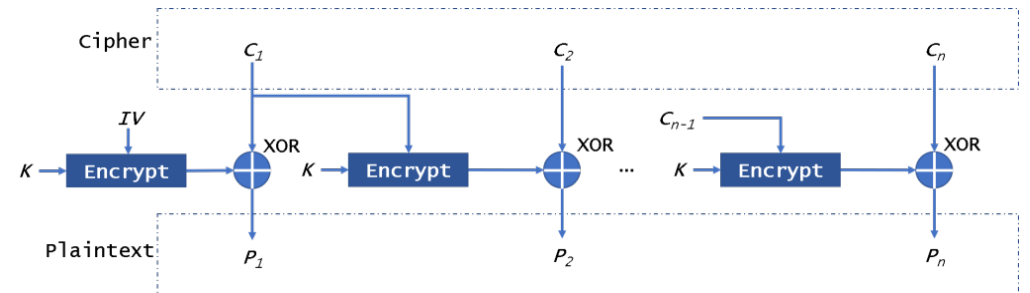 Cipher
C1 C2 Cn
IV Cn-1
XOR XOR XOR
K Encrypt K Encrypt ... K Encrypt
Plaintext
P1 P2 Pn